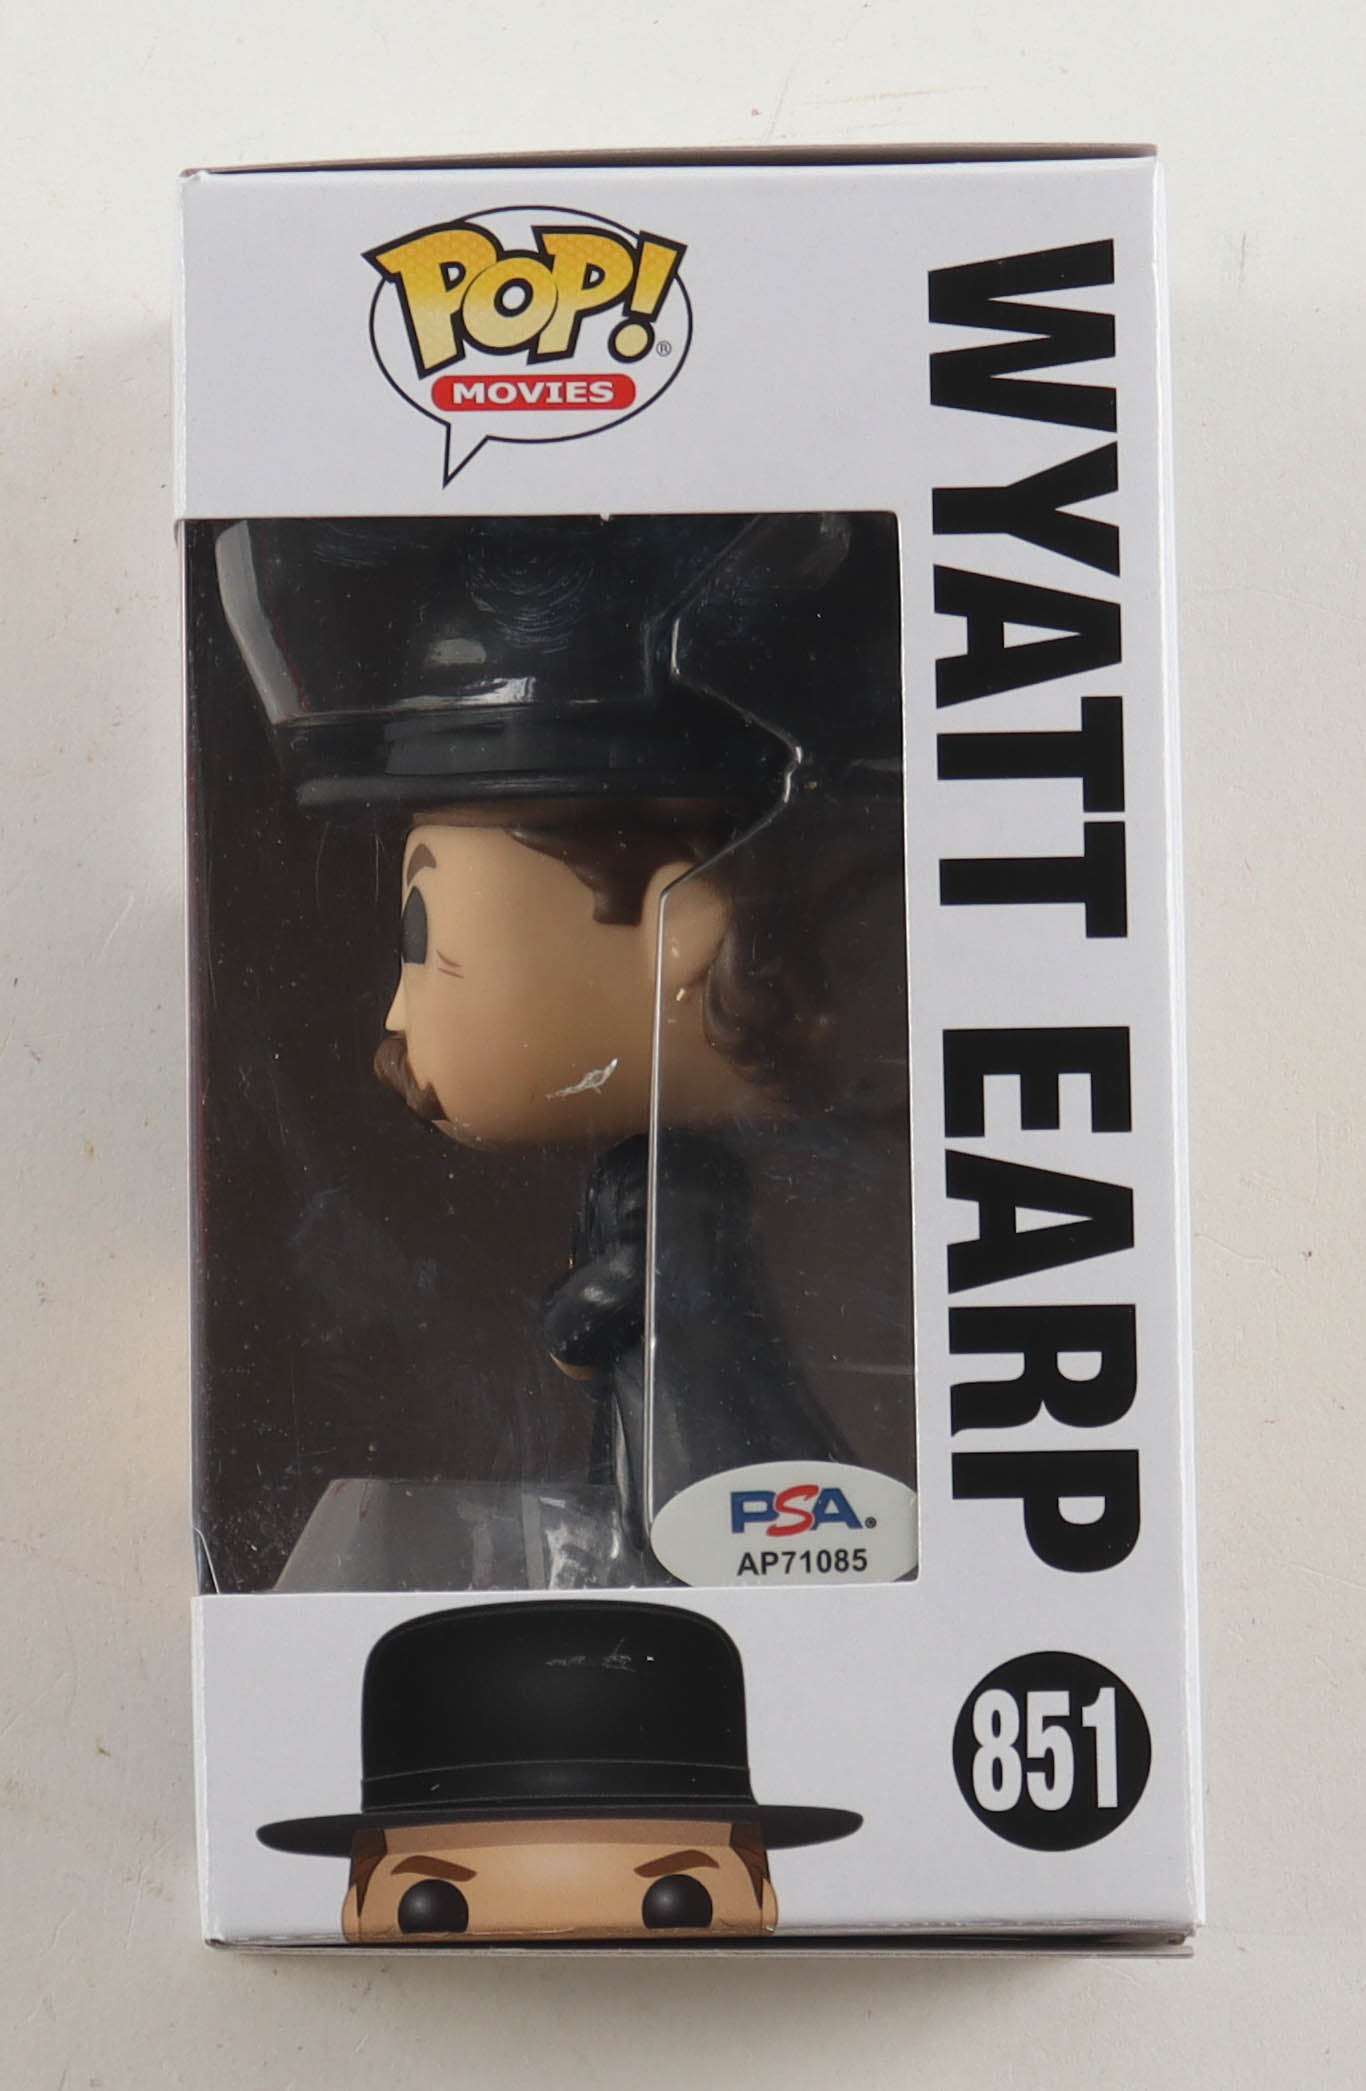 POP!®
MOVIES
WYATT EARP
PSA®
AP71085
851